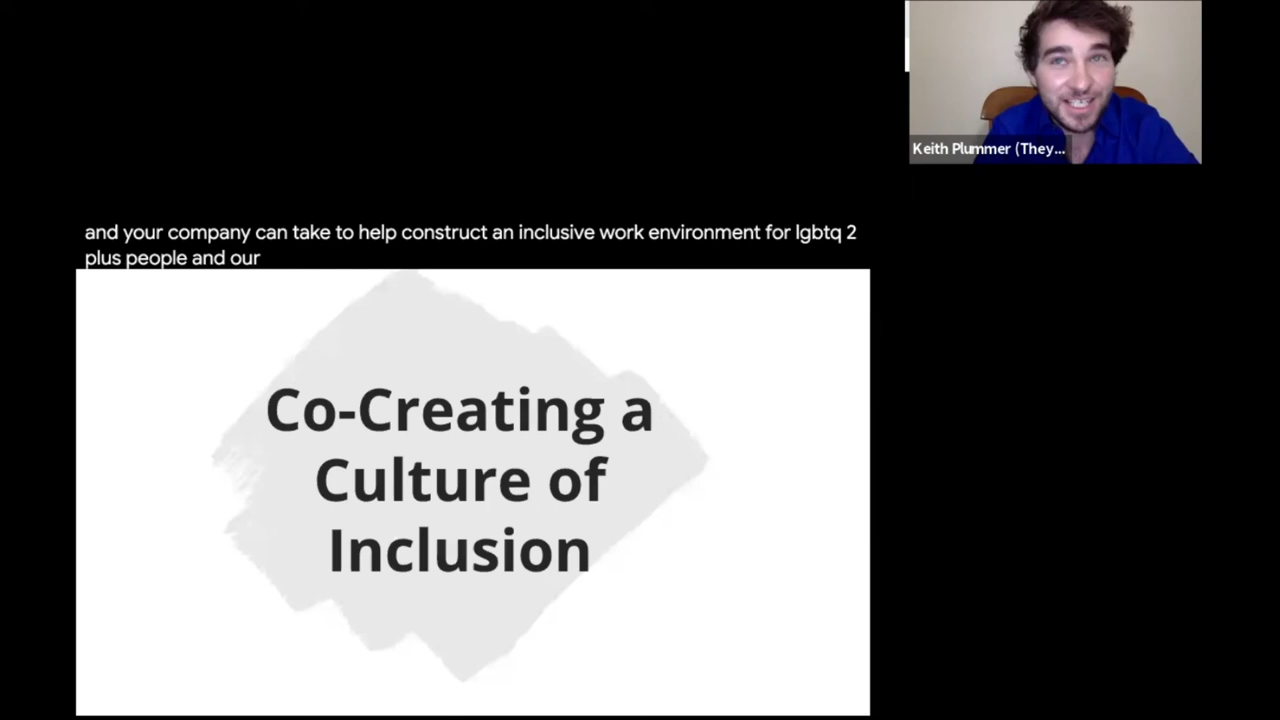 Keith Plummer (They...
and your company can take to help construct an inclusive work environment for lgbtq 2
plus people and our
Co-Creating a
Culture of
Inclusion